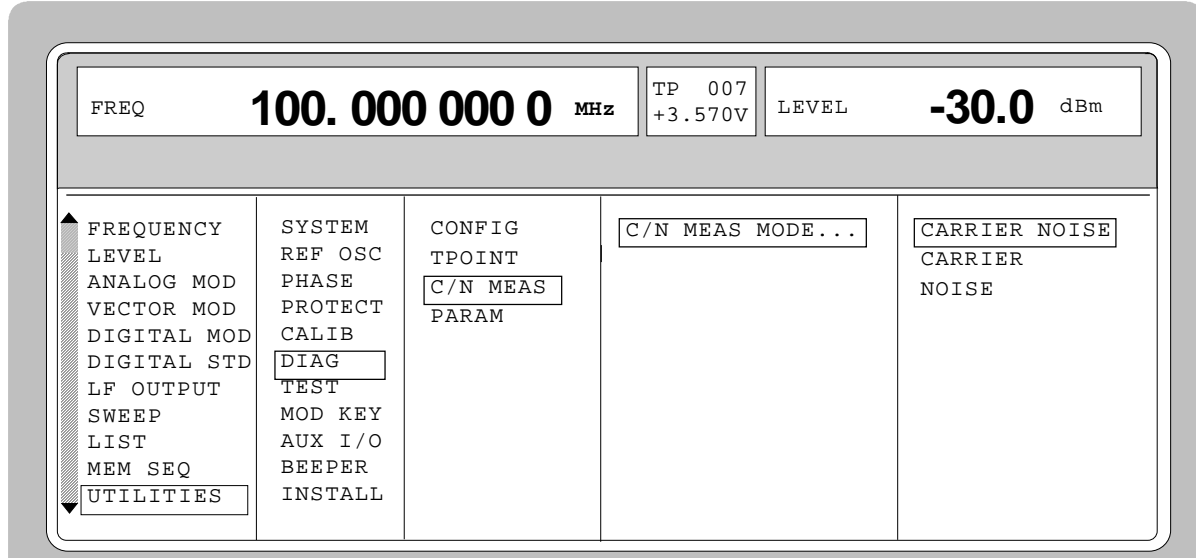 FREQ 100. 000 000 0 MHz
TP 007
+3.570V
LEVEL -30.0 dBm
FREQUENCY
LEVEL
ANALOG MOD
VECTOR MOD
DIGITAL MOD
DIGITAL STD
LF OUTPUT
SWEEP
LIST
MEM SEQ
UTILITIES
SYSTEM
REF OSC
PHASE
PROTECT
CALIB
DIAG
TEST
MOD KEY
AUX I/O
BEEPER
INSTALL
CONFIG
TPOINT
C/N MEAS
PARAM
C/N MEAS MODE...
CARRIER NOISE
CARRIER
NOISE